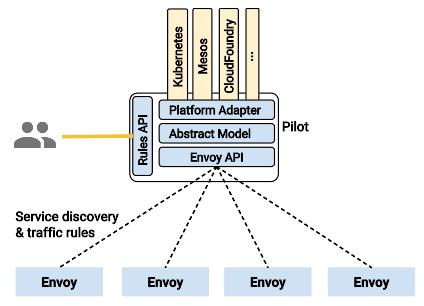 Kubernetes
Mesos
CloudFoundry
...
Rules API
Platform Adapter
Abstract Model
Envoy API
Pilot
Service discovery
& traffic rules
Envoy
Envoy
Envoy
Envoy